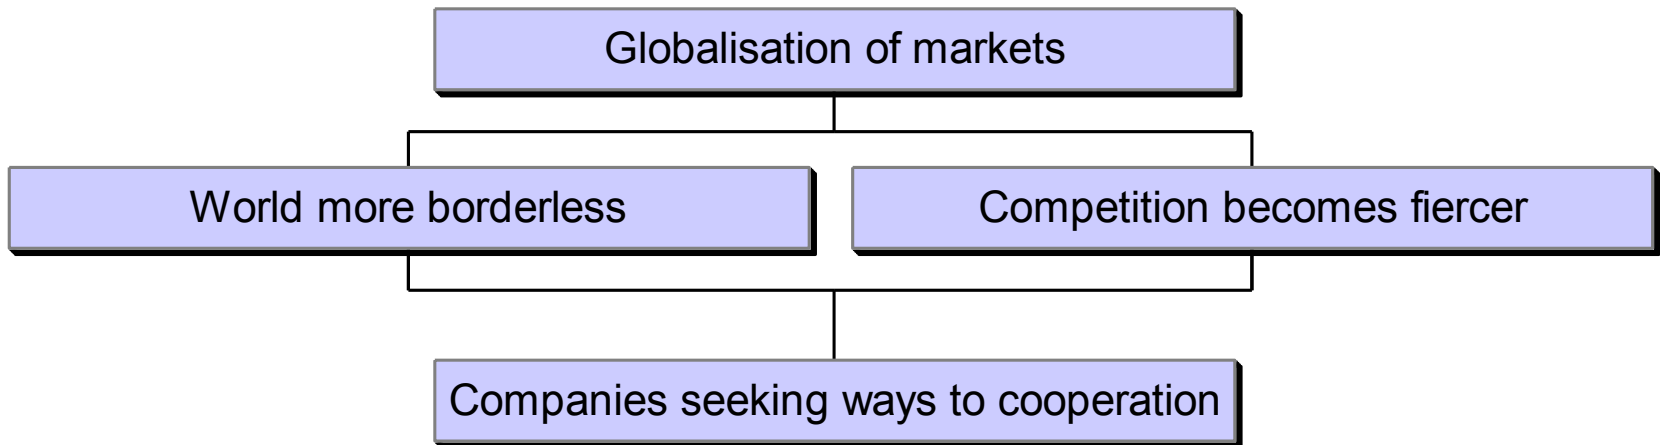 Globalisation of markets
World more borderless
Competition becomes fiercer
Companies seeking ways to cooperation